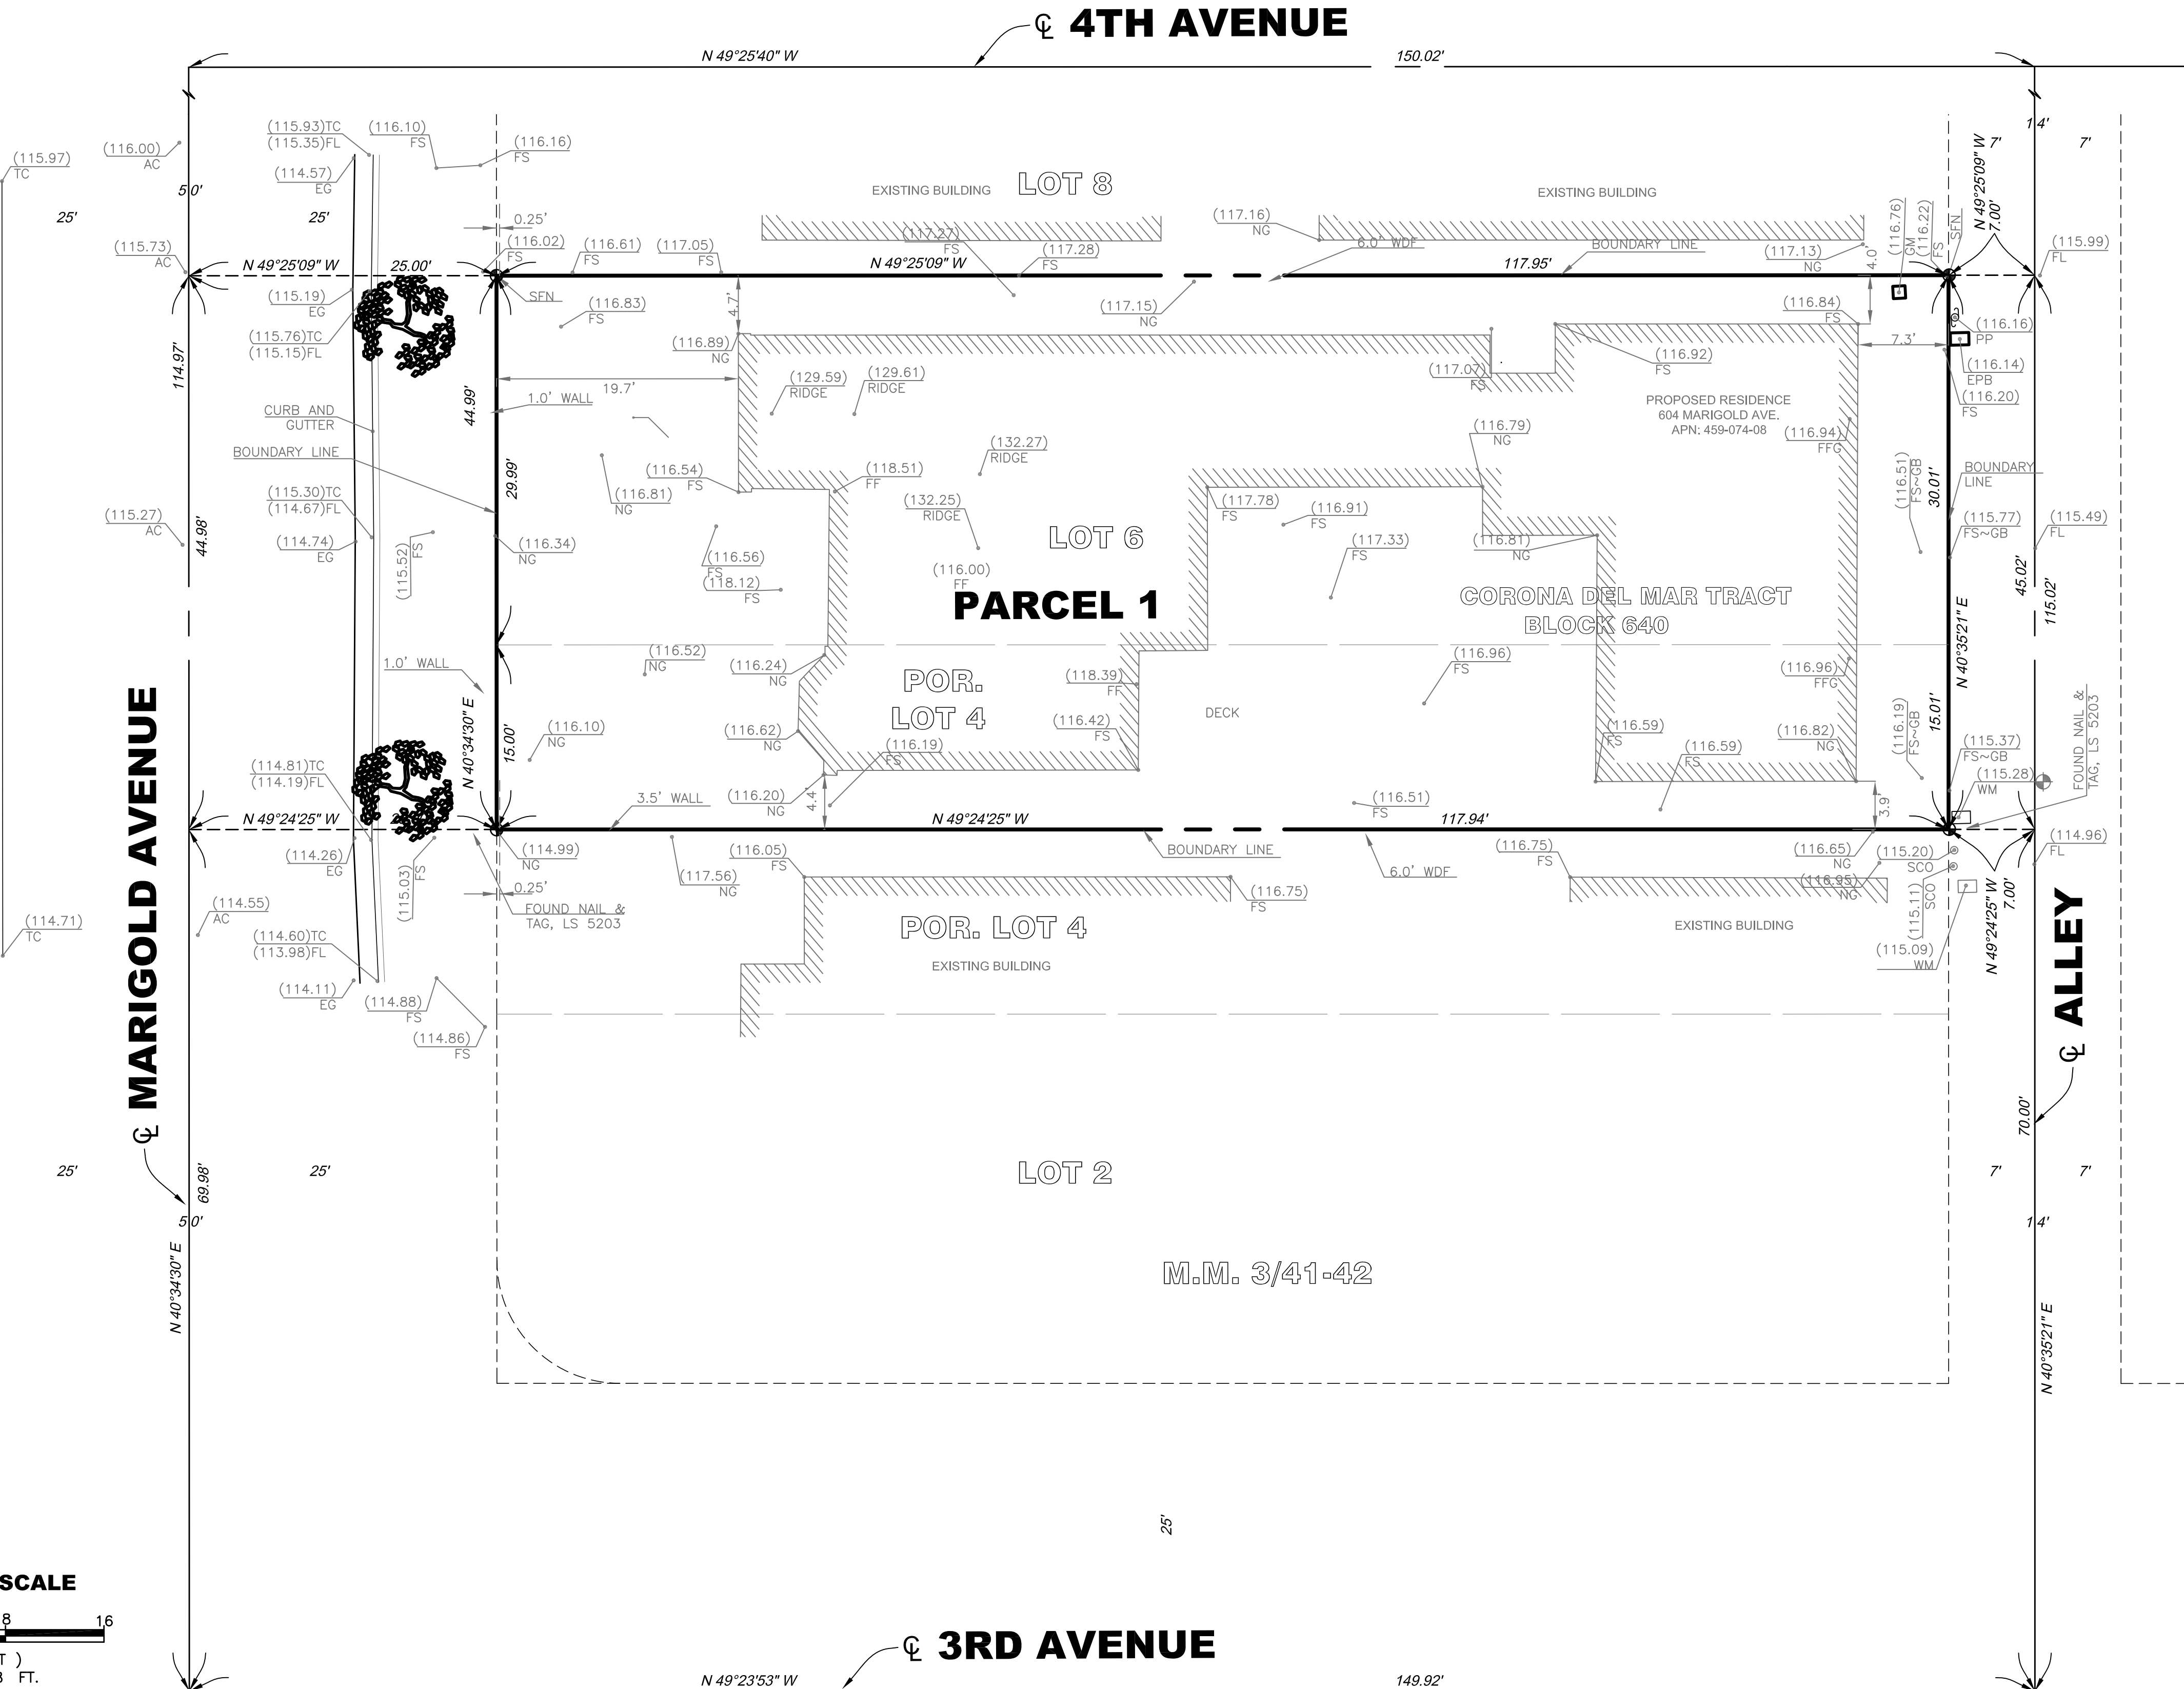 ℄ 4TH AVENUE
N 49°25'40" W
150.02'
(115.97)
TC
(116.00)
AC
(115.93)TC
(115.35)FL
(116.10)
FS
(116.16)
FS
(114.57)
EG
50'
25'
25'
14'
7'
7'
EXISTING BUILDING
LOT 8
EXISTING BUILDING
0.25'
(116.02)
FS
(116.61)
FS
(117.05)
FS
(117.27)
FS
(117.28)
FS
(117.16)
NG
6.0' WDF
BOUNDARY LINE
(117.13)
NG
4.0'
(116.76)
GM
(116.22)
FS
SFN
N 49°25'09" W
7.00'
(115.99)
FL
(115.73)
AC
N 49°25'09" W
25.00'
N 49°25'09" W
117.95'
(115.19)
EG
(115.76)TC
(115.15)FL
SFN
(116.83)
FS
4.7'
(117.15)
NG
(116.84)
FS
(116.16)
PP
114.97'
(116.89)
NG
19.7'
(129.59)
RIDGE
(129.61)
RIDGE
(117.07)
FS
(116.92)
FS
7.3'
(116.14)
EPB
(116.20)
FS
44.99'
1.0' WALL
CURB AND
GUTTER
BOUNDARY LINE
PROPOSED RESIDENCE
604 MARIGOLD AVE.
APN; 459-074-08
(116.94)
FFG
(116.79)
NG
(132.27)
RIDGE
(116.54)
FS
(118.51)
FF
29.99'
(116.81)
NG
(132.25)
RIDGE
(117.78)
FS
(116.91)
FS
(116.51)
FS~GB
30.01'
BOUNDARY
LINE
(115.30)TC
(114.67)FL
(115.27)
AC
44.98'
(114.74)
EG
(115.52)
FS
(116.34)
NG
(116.56)
FS
(118.12)
FS
LOT 6
(116.00)
FF
PARCEL 1
(117.33)
FS
(116.81)
NG
CORONA DEL MAR TRACT
BLOCK 640
(115.77)
FS~GB
(115.49)
FL
45.02'
115.02'
N 40°35'21" E
1.0' WALL
(116.52)
NG
(116.24)
NG
POR.
LOT 4
(118.39)
FF
(116.96)
FS
(116.96)
FFG
DECK
N 40°34'30" E
15.00'
(116.10)
NG
(116.62)
NG
(116.19)
FS
(116.42)
FS
(116.59)
FS
(116.59)
FS
(116.82)
NG
(116.19)
FS~GB
15.01'
(115.37)
FS~GB
(115.28)
WM
FOUND NAIL &
TAG, LS 5203
(114.81)TC
(114.19)FL
3.5' WALL
(116.20)
NG
4.4'
(116.51)
FS
3.9'
N 49°24'25" W
N 49°24'25" W
117.94'
(114.26)
EG
(115.03)
FS
(114.99)
NG
0.25'
FOUND NAIL &
TAG, LS 5203
(117.56)
NG
(116.05)
FS
BOUNDARY LINE
6.0' WDF
(116.75)
FS
(116.75)
FS
(116.65)
NG
(116.95)
NG
(115.20)
SCO
(115.11)
SCO
(115.09)
WM
N 49°24'25" W
7.00'
(114.96)
FL
(114.71)
TC
(114.55)
AC
(114.60)TC
(113.98)FL
(114.11)
EG
(114.88)
FS
(114.86)
FS
POR. LOT 4
EXISTING BUILDING
EXISTING BUILDING
℄ MARIGOLD AVENUE
℄ ALLEY
70.00'
25'
25'
LOT 2
7'
7'
69.98'
50'
14'
N 40°34'30" E
M.M. 3/41-42
N 40°35'21" E
25'
SCALE
8
16
T )
FT.
℄ 3RD AVENUE
N 49°23'53" W
149.92'